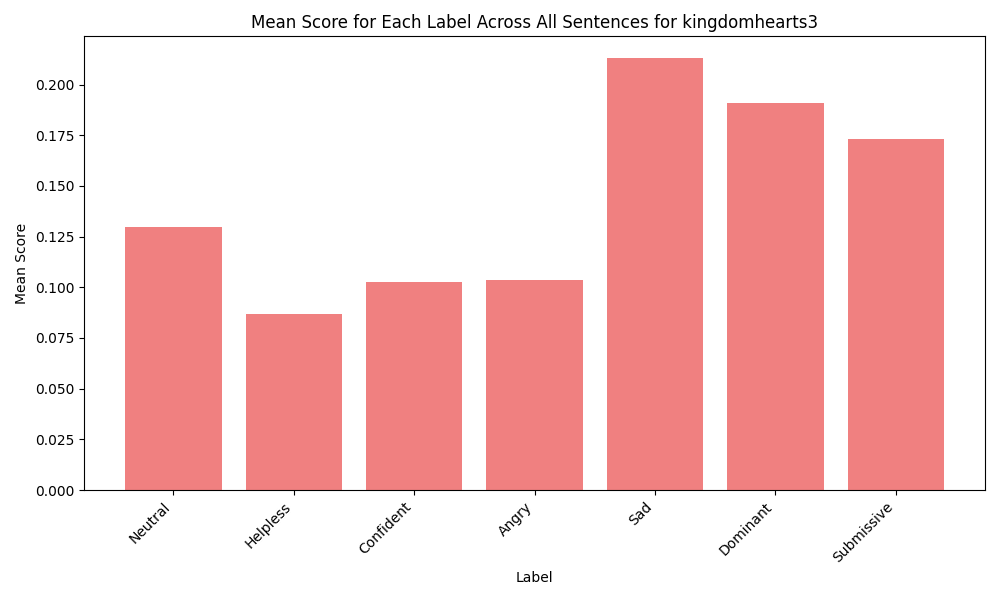 Mean Score for Each Label Across All Sentences for kingdomhearts3
Mean Score
0.200
0.175
0.150
0.125
0.100
0.075
0.050
0.025
0.000
Neutral
Helpless
Confident
Angry
Sad
Dominant
Submissive
Label